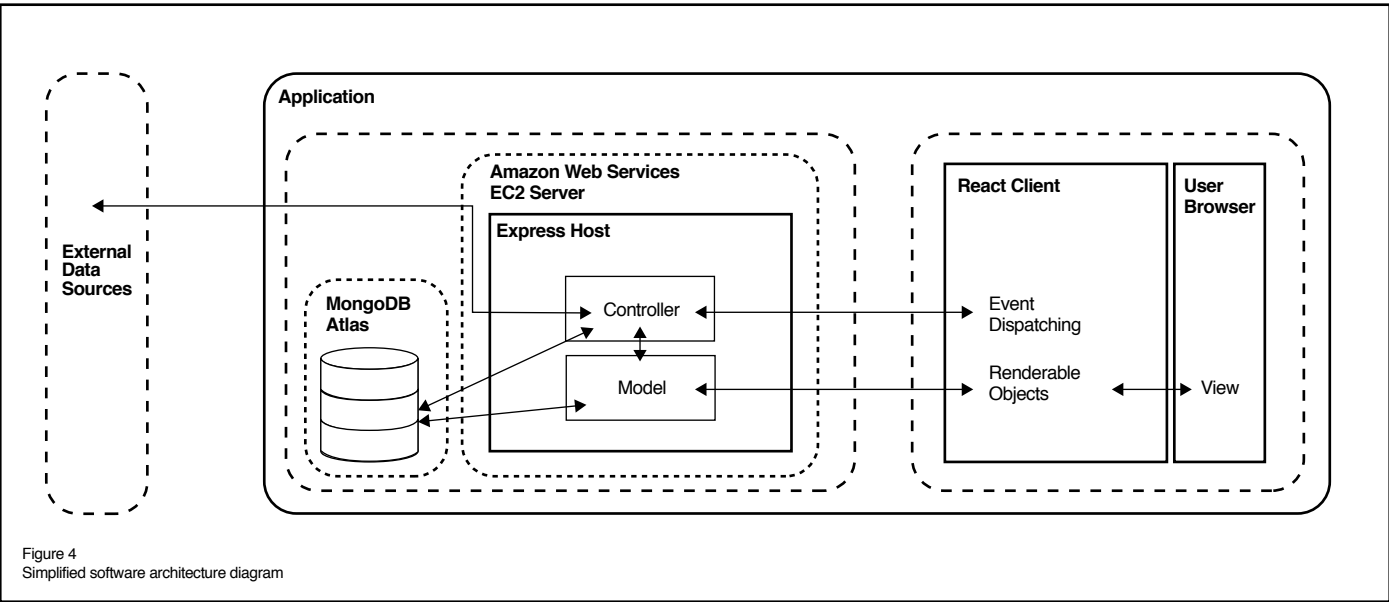 Application
External
Data
Sources
MongoDB
Atlas
Amazon Web Services
EC2 Server
Express Host
Controller
Model
React Client
Event
Dispatching
Renderable
Objects
User
Browser
View
Figure 4
Simplified software architecture diagram